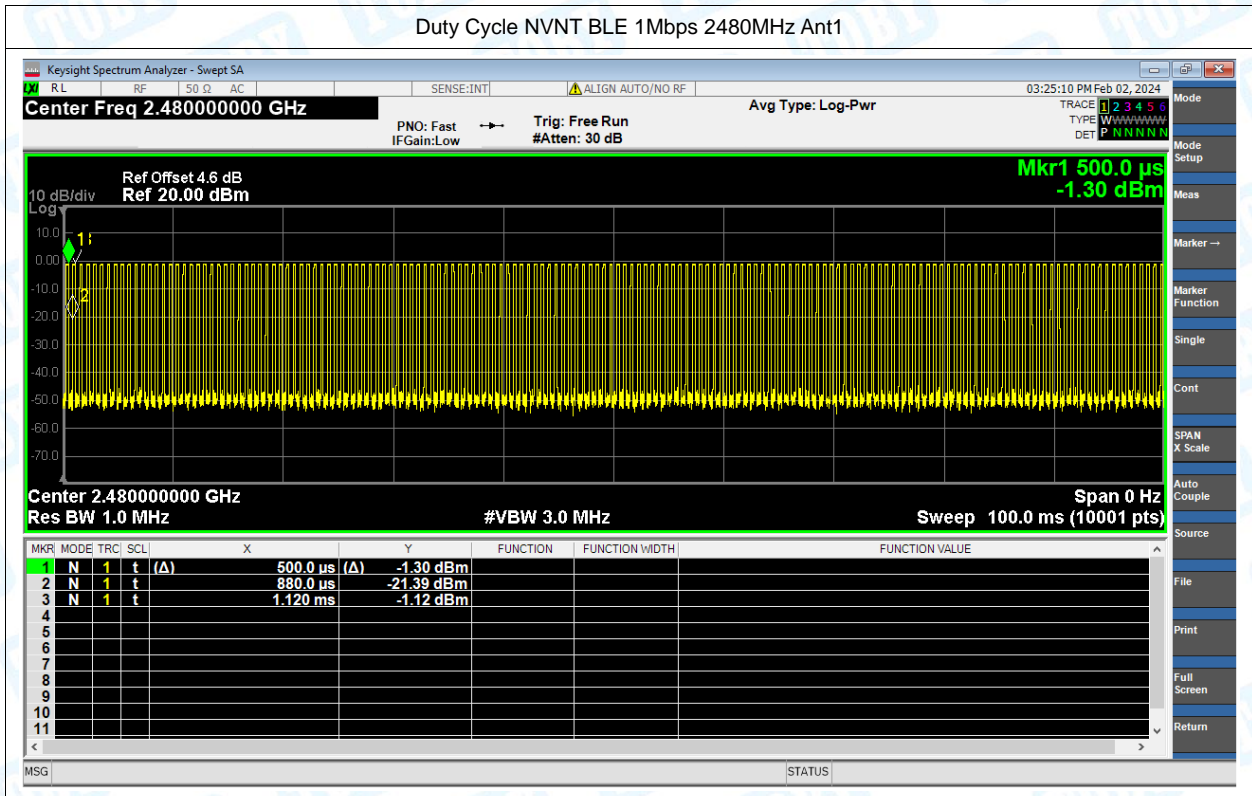 Duty Cycle NVNT BLE 1Mbps 2480MHz Ant1
Keysight Spectrum Analyzer - Swept SA
LXI RL RF 50 Ω AC SENSE:INT ALIGN AUTO/NO RF 03:25:10 PM Feb 02, 2024
Center Freq 2.480000000 GHz
Avg Type: Log-Pwr
TRACE 1 2 3 4 5 6
TYPE WWWWWW
DET P N N N N N
PNO: Fast Trig: Free Run
IFGain:Low #Atten: 30 dB
Mode
Mode Setup
Meas
Marker →
Marker Function
Single
Cont
SPAN X Scale
Auto Couple
Source
File
Print
Full Screen
Return
Mkr1 500.0 µs
-1.30 dBm
Ref Offset 4.6 dB
10 dB/div Ref 20.00 dBm
Log
10.0
1
0.00
-10.0
2
-20.0
-30.0
-40.0
-50.0
-60.0
-70.0
Center 2.480000000 GHz Span 0 Hz
Res BW 1.0 MHz #VBW 3.0 MHz Sweep 100.0 ms (10001 pts)
MKR MODE TRC SCL X Y FUNCTION FUNCTION WIDTH FUNCTION VALUE
1 N 1 t (Δ) 500.0 µs (Δ) -1.30 dBm
2 N 1 t 880.0 µs -21.39 dBm
3 N 1 t 1.120 ms -1.12 dBm
4
5
6
7
8
9
10
11
MSG STATUS
TOBY